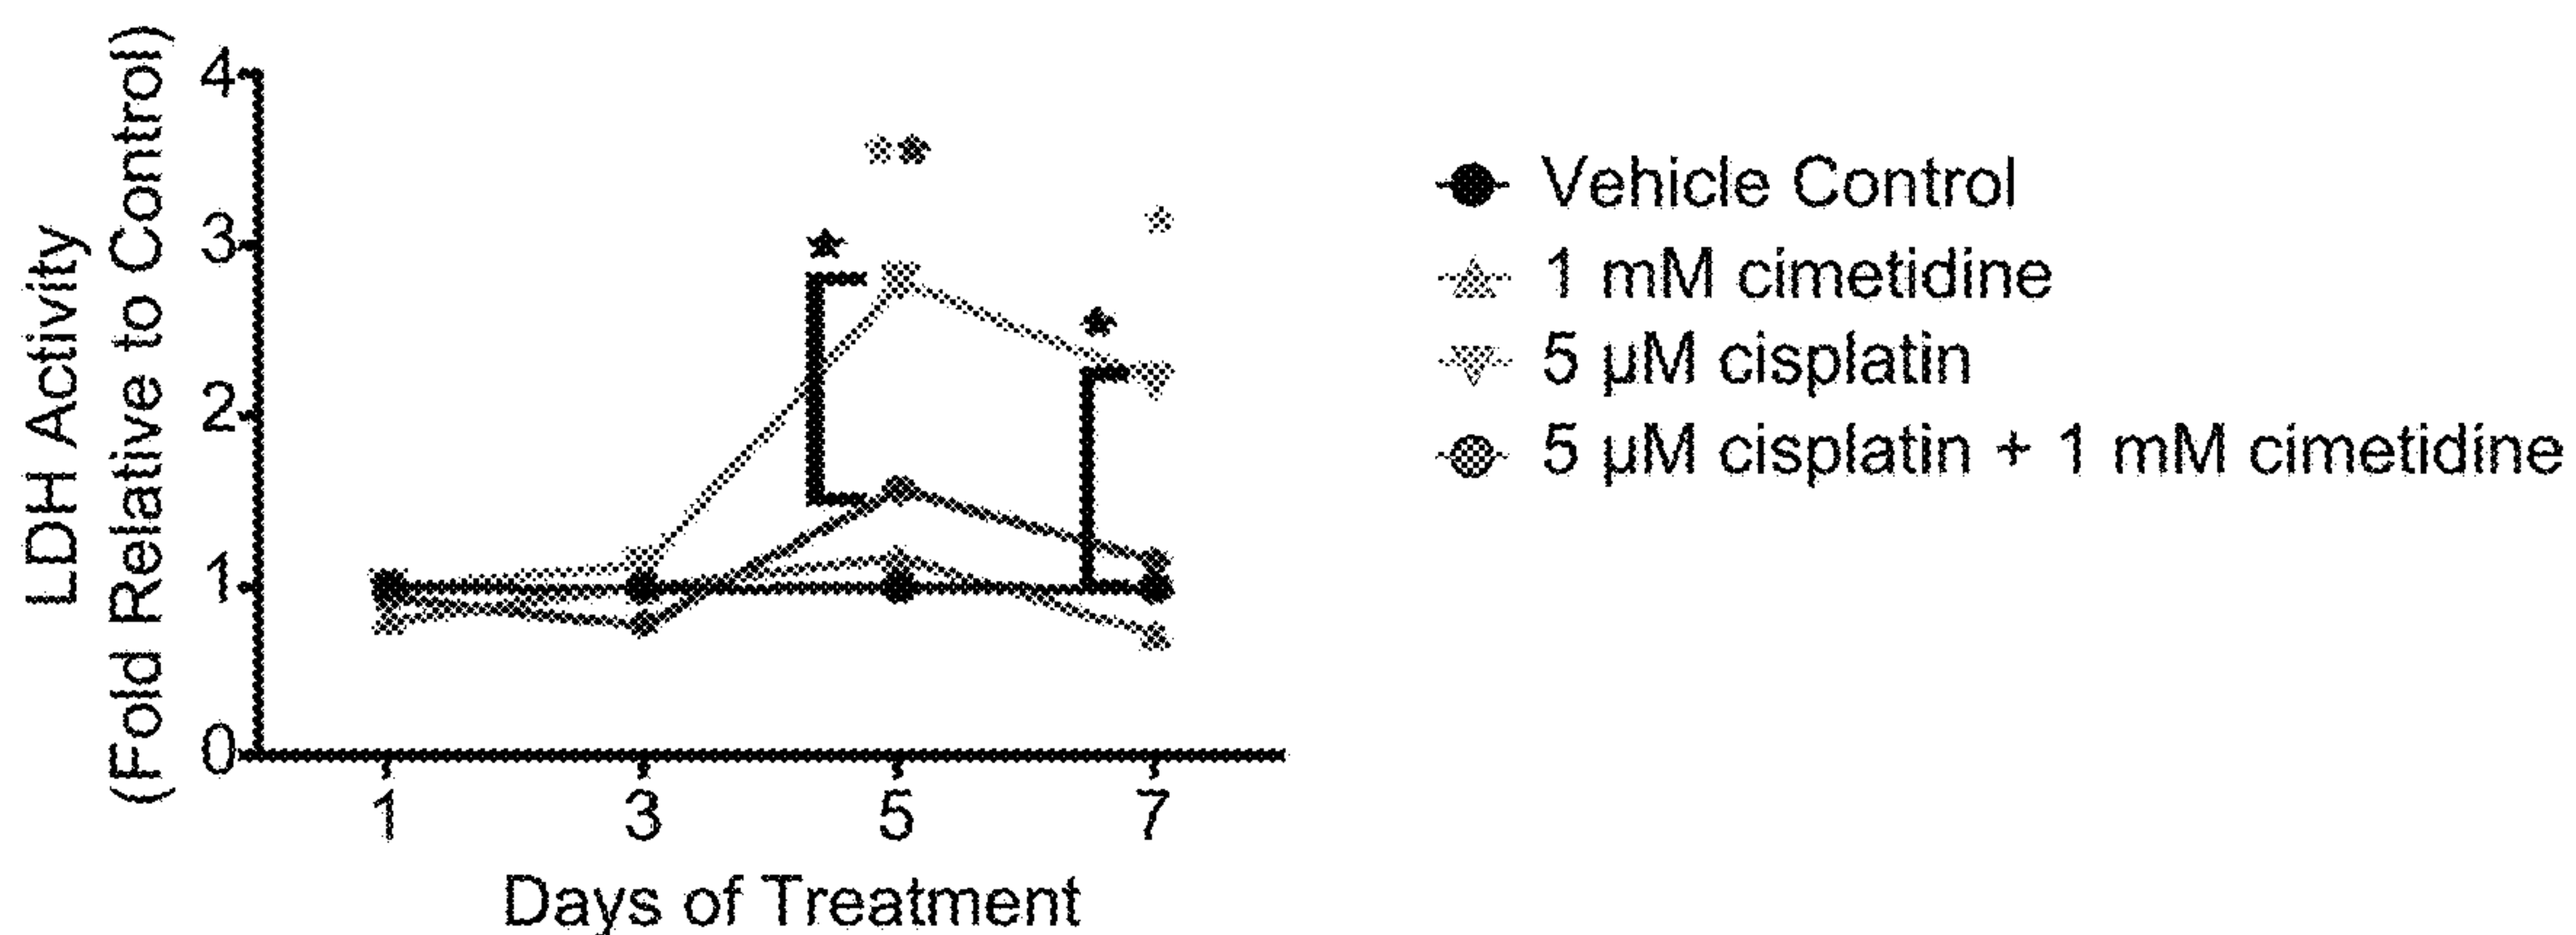 LDH Activity
(Fold Relative to Control)
4
3
2
1
0
1 3 5 7
Days of Treatment
* *
*
*
*
Vehicle Control
1 mM cimetidine
5 µM cisplatin
5 µM cisplatin + 1 mM cimetidine